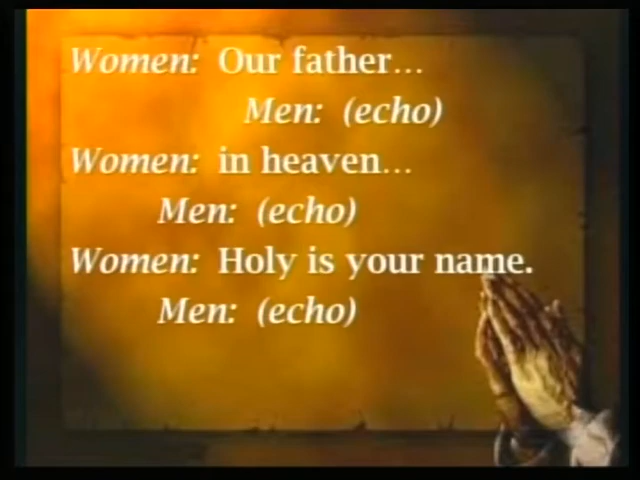 Women: Our father...
Men: (echo)
Women: in heaven...
Men: (echo)
Women: Holy is your name.
Men: (echo)